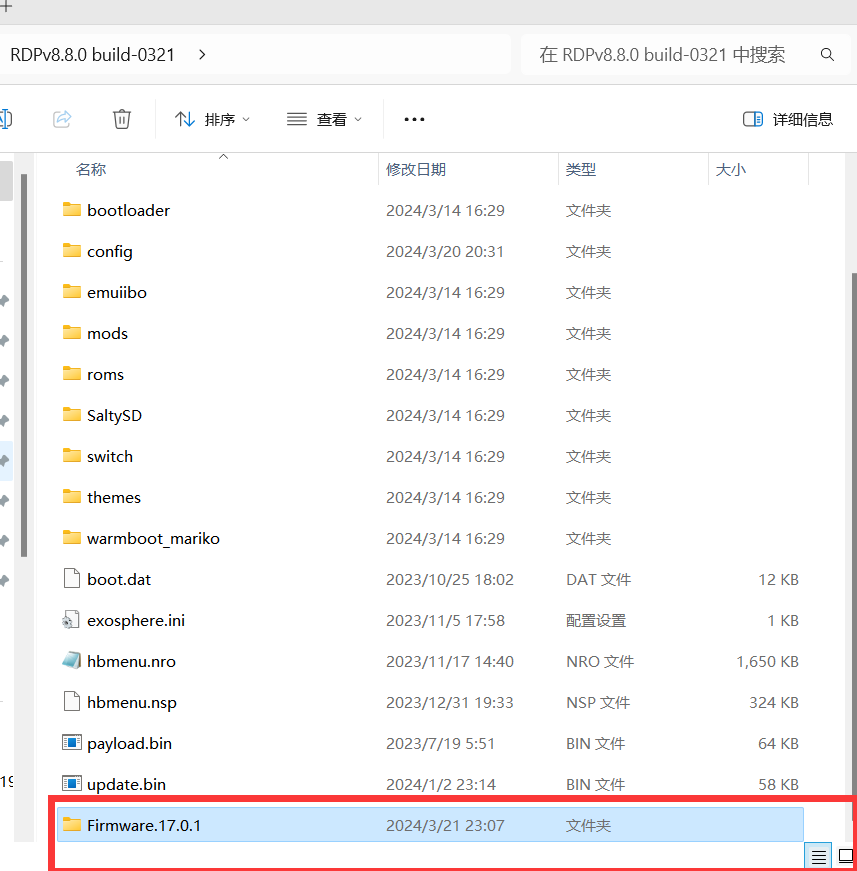 RDPv8.8.0 build-0321
在 RDPv8.8.0 build-0321 中搜索
排序 查看 详细信息
名称 修改日期 类型 大小
bootloader 2024/3/14 16:29 文件夹
config 2024/3/20 20:31 文件夹
emuiibo 2024/3/14 16:29 文件夹
mods 2024/3/14 16:29 文件夹
roms 2024/3/14 16:29 文件夹
SaltySD 2024/3/14 16:29 文件夹
switch 2024/3/14 16:29 文件夹
themes 2024/3/14 16:29 文件夹
warmboot_mariko 2024/3/14 16:29 文件夹
boot.dat 2023/10/25 18:02 DAT 文件 12 KB
exosphere.ini 2023/11/5 17:58 配置设置 1 KB
hbmenu.nro 2023/11/17 14:40 NRO 文件 1,650 KB
hbmenu.nsp 2023/12/31 19:33 NSP 文件 324 KB
payload.bin 2023/7/19 5:51 BIN 文件 64 KB
update.bin 2024/1/2 23:14 BIN 文件 58 KB
Firmware.17.0.1 2024/3/21 23:07 文件夹